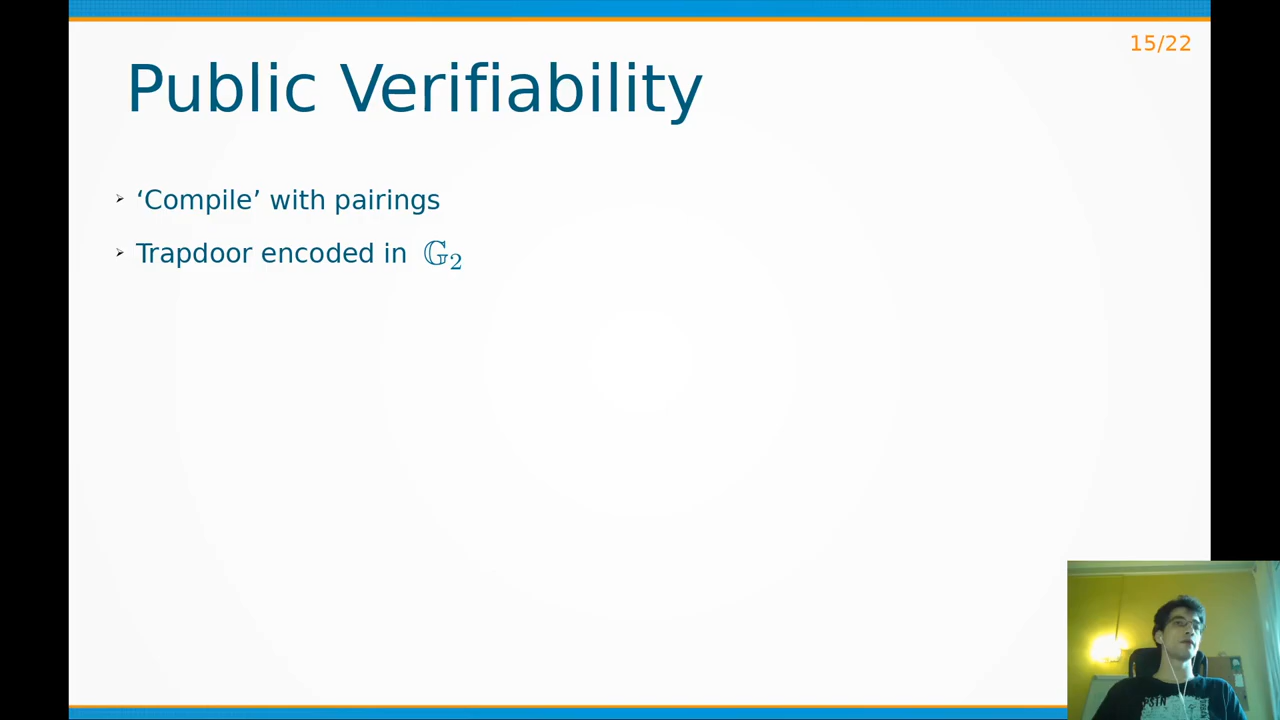 15/22
Public Verifiability
‘Compile’ with pairings
Trapdoor encoded in 𝔾₂